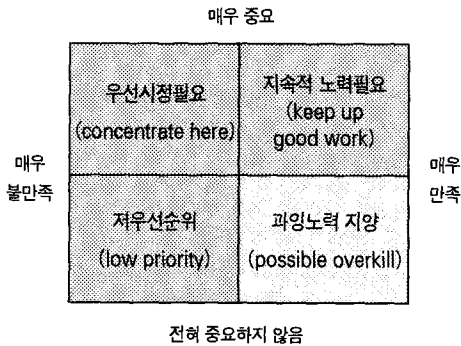 매우 중요
우선시정필요
(concentrate here)
지속적 노력필요
(keep up
good work)
매우
불만족
매우
만족
저우선순위
(low priority)
과잉노력 지양
(possible overkill)
전혀 중요하지 않음